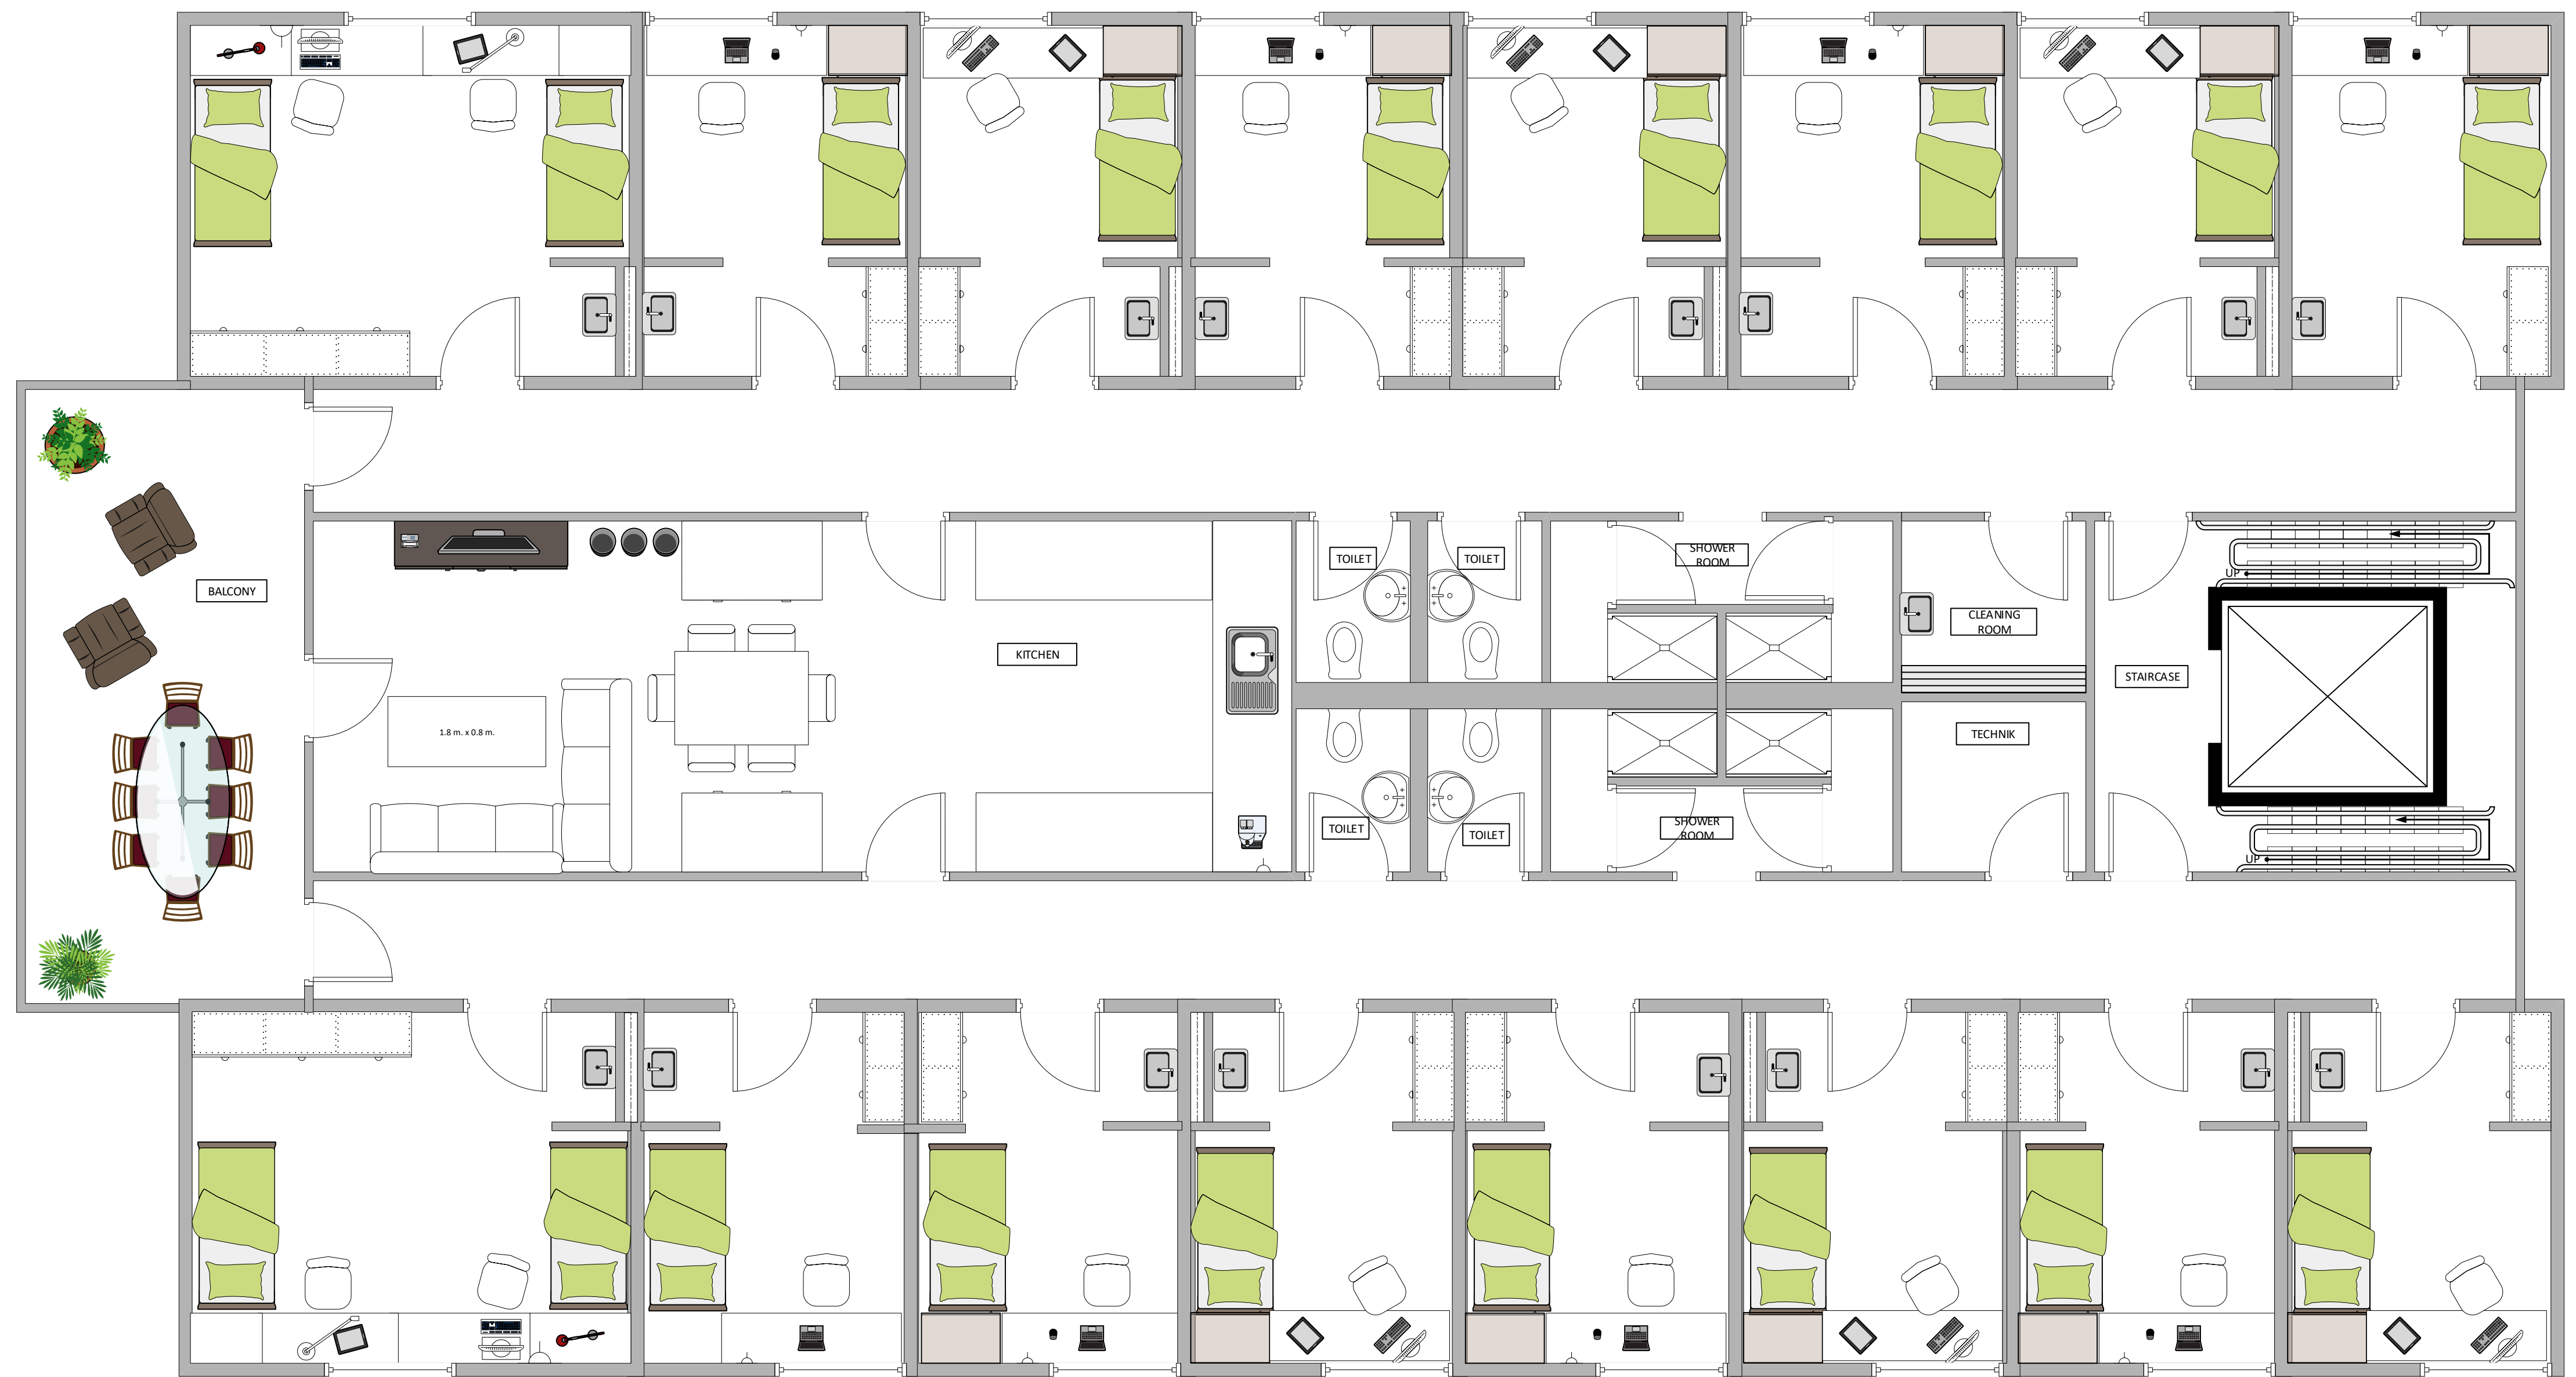 TOILET
TOILET
SHOWER
ROOM
UP
BALCONY
CLEANING
ROOM
KITCHEN
STAIRCASE
1.8 m. x 0.8 m.
TECHNIK
TOILET
TOILET
SHOWER
ROOM
UP